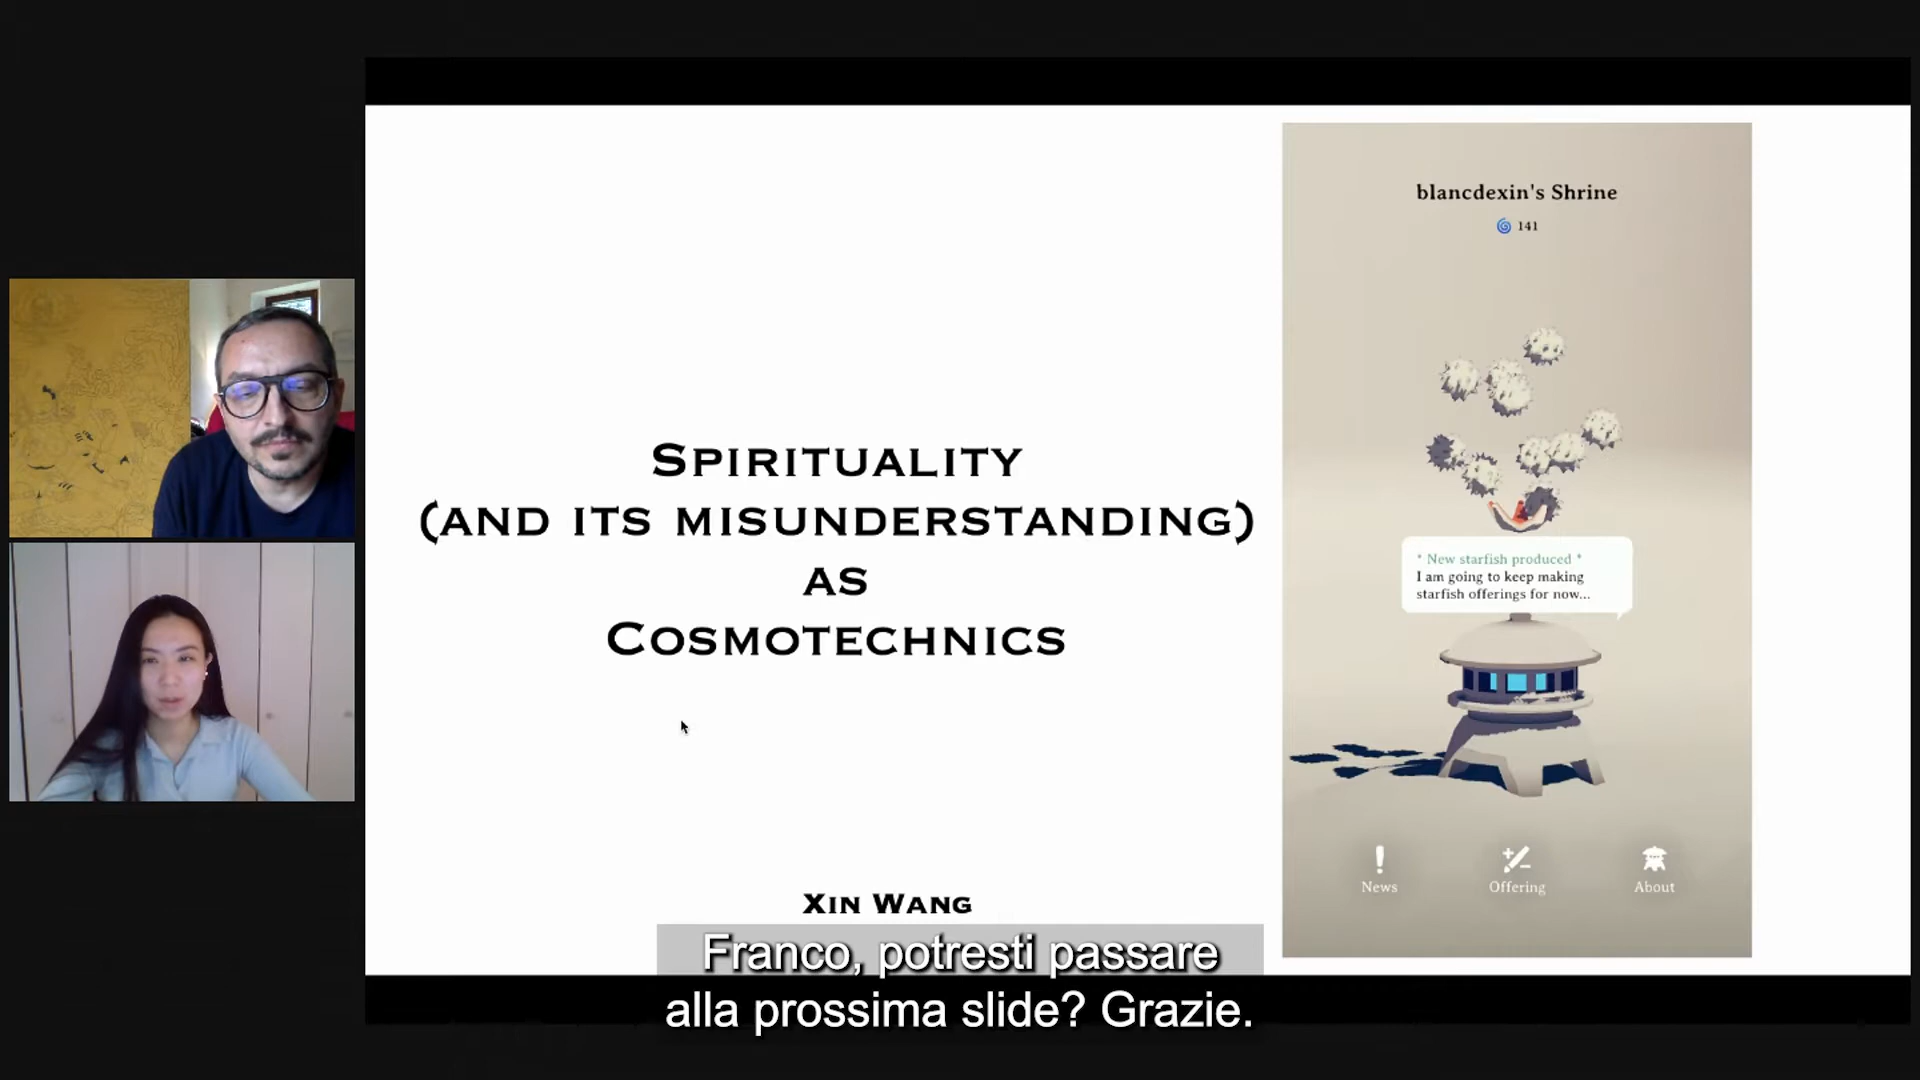 SPIRITUALITY
(AND ITS MISUNDERSTANDING)
AS
COSMOTECHNICS
XIN WANG
blancdexin's Shrine
141
* New starfish produced *
I am going to keep making
starfish offerings for now...
News
Offering
About
Franco, potresti passare
alla prossima slide? Grazie.